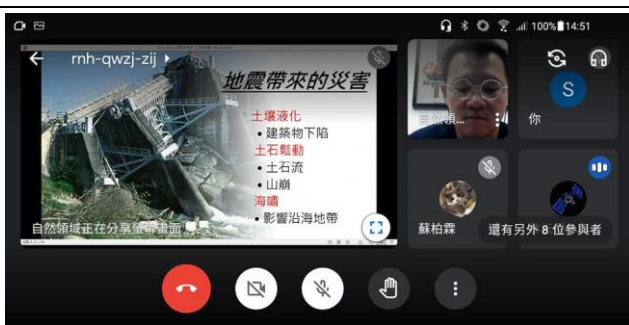 100% 14:51
rnh-qwzj-zij
地震帶來的災害
土壤液化
• 建築物下陷
土石鬆動
• 土石流
• 山崩
海嘯
• 影響沿海地帶
自然領域正在分享螢幕畫面
自然領...
S
你
蘇柏霖
還有另外 8 位參與者